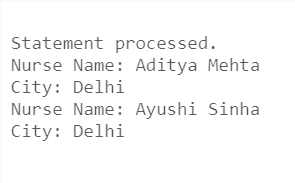 Statement processed.
Nurse Name: Aditya Mehta
City: Delhi
Nurse Name: Ayushi Sinha
City: Delhi